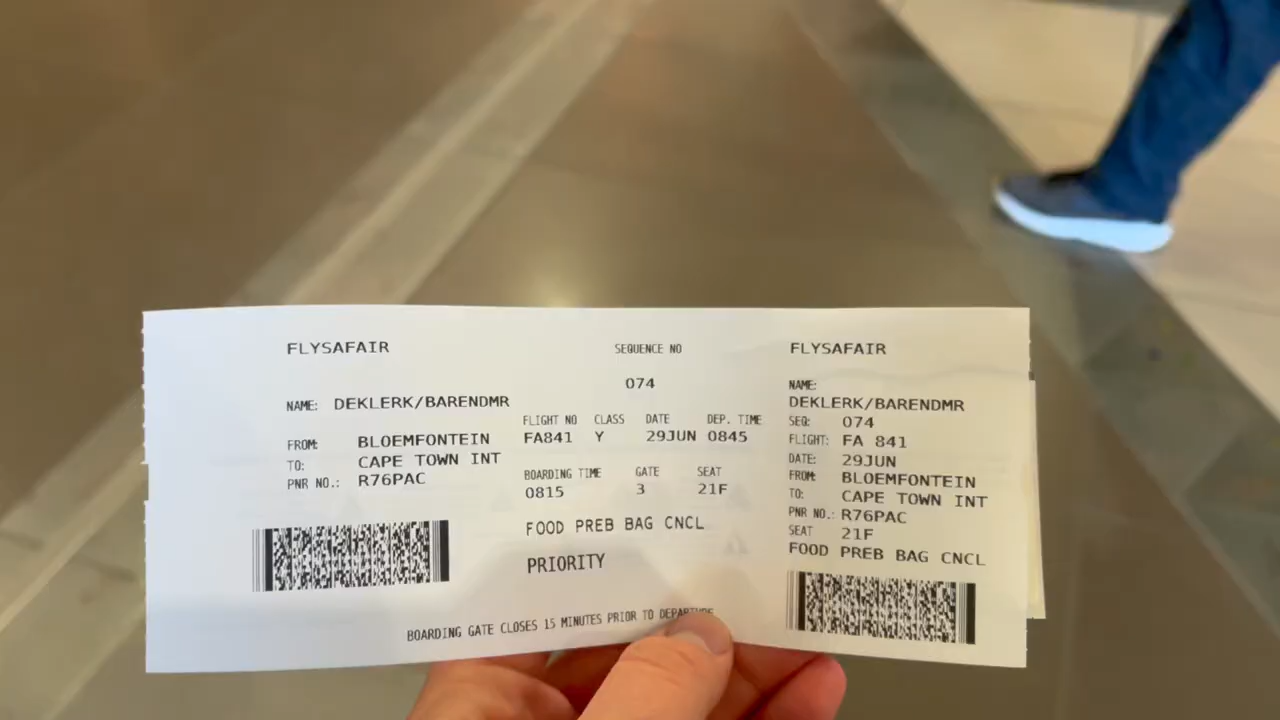 FLYSAFAIR
SEQUENCE NO
074
NAME: DEKLERK/BARENDMR
FROM: BLOEMFONTEIN
TO: CAPE TOWN INT
PNR NO.: R76PAC
FLIGHT NO CLASS DATE DEP. TIME
FA841 Y 29JUN 0845
BOARDING TIME GATE SEAT
0815 3 21F
FOOD PREB BAG CNCL
PRIORITY
BOARDING GATE CLOSES 15 MINUTES PRIOR TO DEPARTURE
FLYSAFAIR
NAME:
DEKLERK/BARENDMR
SEQ: 074
FLIGHT: FA 841
DATE: 29JUN
FROM: BLOEMFONTEIN
TO: CAPE TOWN INT
PNR NO.: R76PAC
SEAT 21F
FOOD PREB BAG CNCL